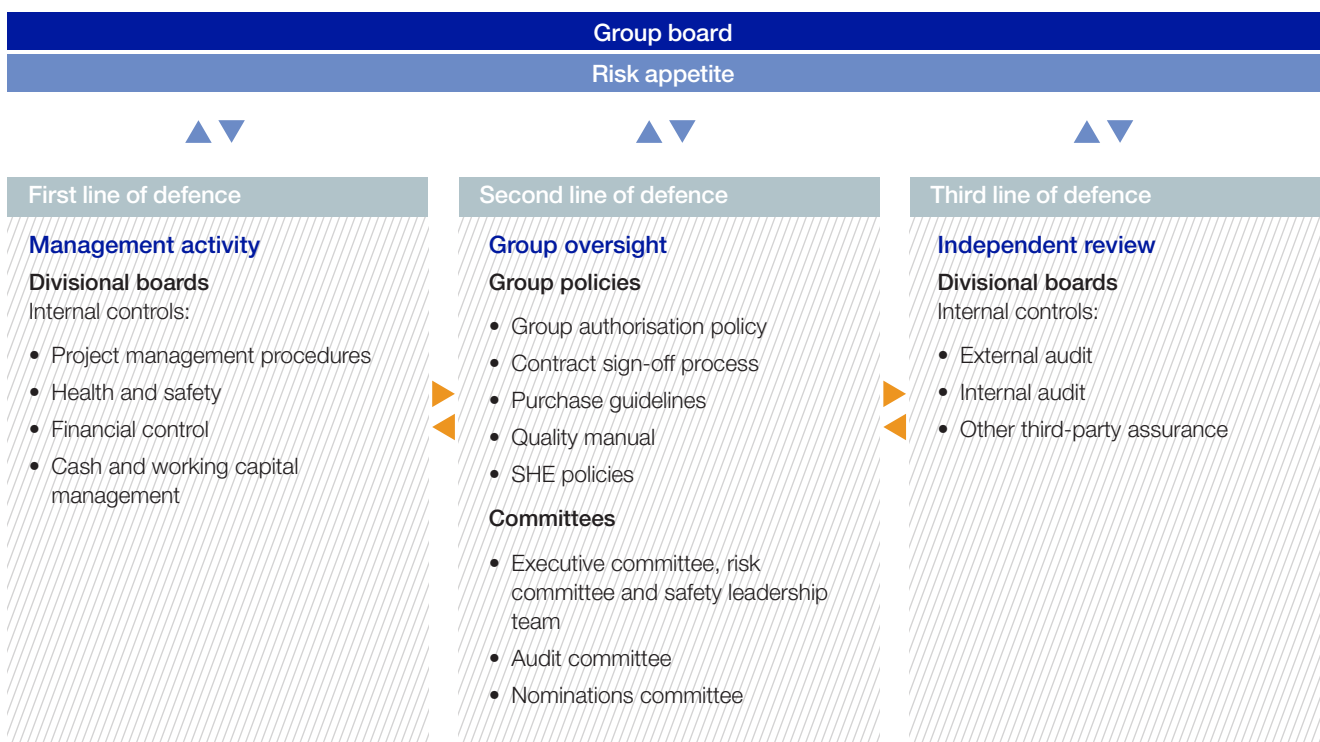 Group board
Risk appetite
First line of defence
Management activity
Divisional boards
Internal controls:
• Project management procedures
• Health and safety
• Financial control
• Cash and working capital
management
Second line of defence
Group oversight
Group policies
• Group authorisation policy
• Contract sign-off process
• Purchase guidelines
• Quality manual
• SHE policies
Committees
• Executive committee, risk
committee and safety leadership
team
• Audit committee
• Nominations committee
Third line of defence
Independent review
Divisional boards
Internal controls:
• External audit
• Internal audit
• Other third-party assurance